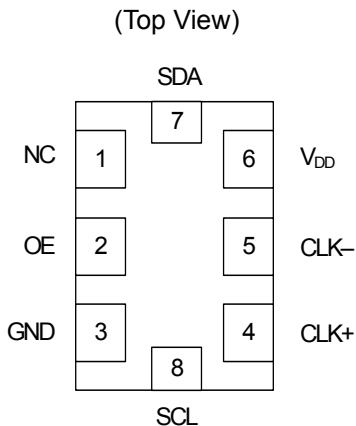 (Top View)
SDA
7
NC 1 6 VDD
OE 2 5 CLK–
GND 3 4 CLK+
8
SCL